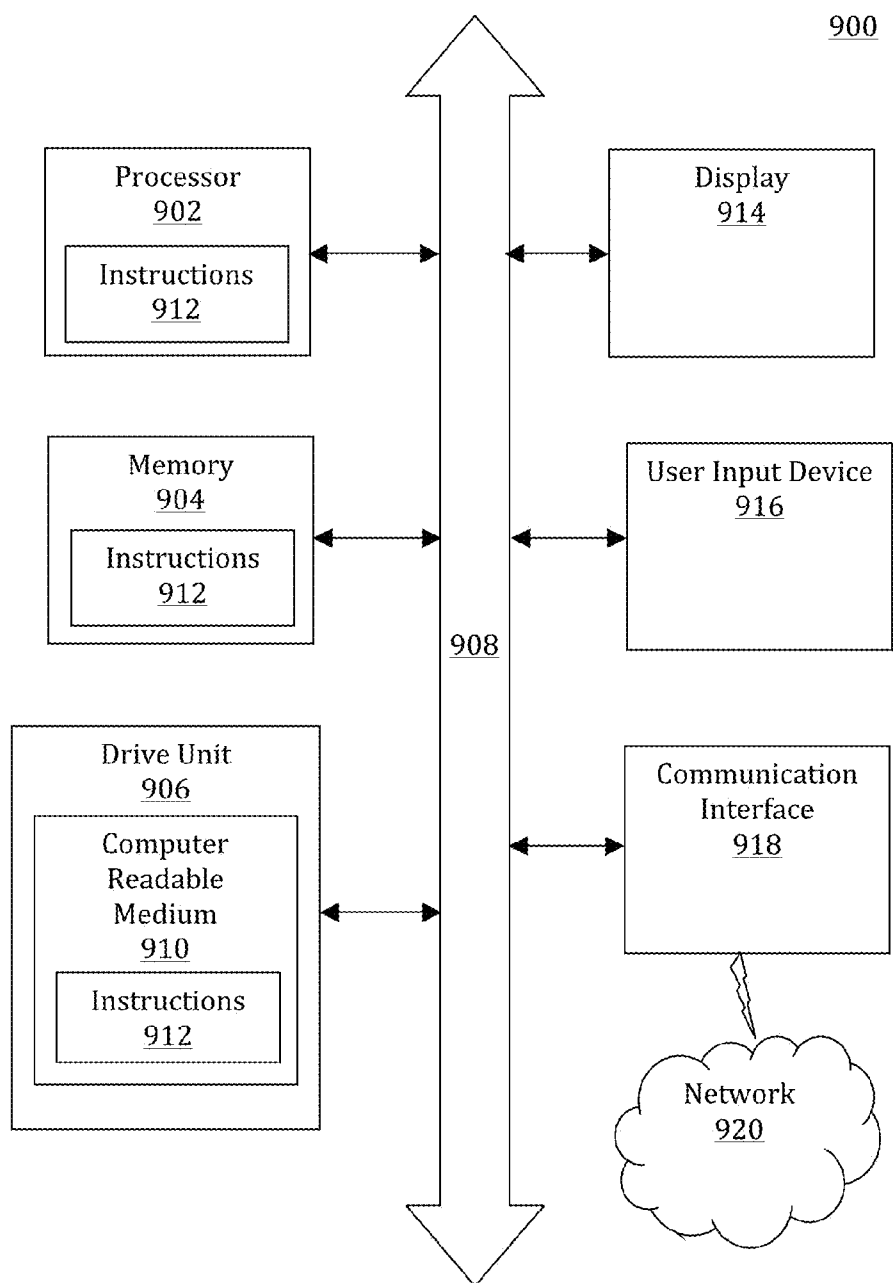 900
Processor
902
Instructions
912
Display
914
Memory
904
Instructions
912
User Input Device
916
908
Drive Unit
906
Computer
Readable
Medium
910
Instructions
912
Communication
Interface
918
Network
920